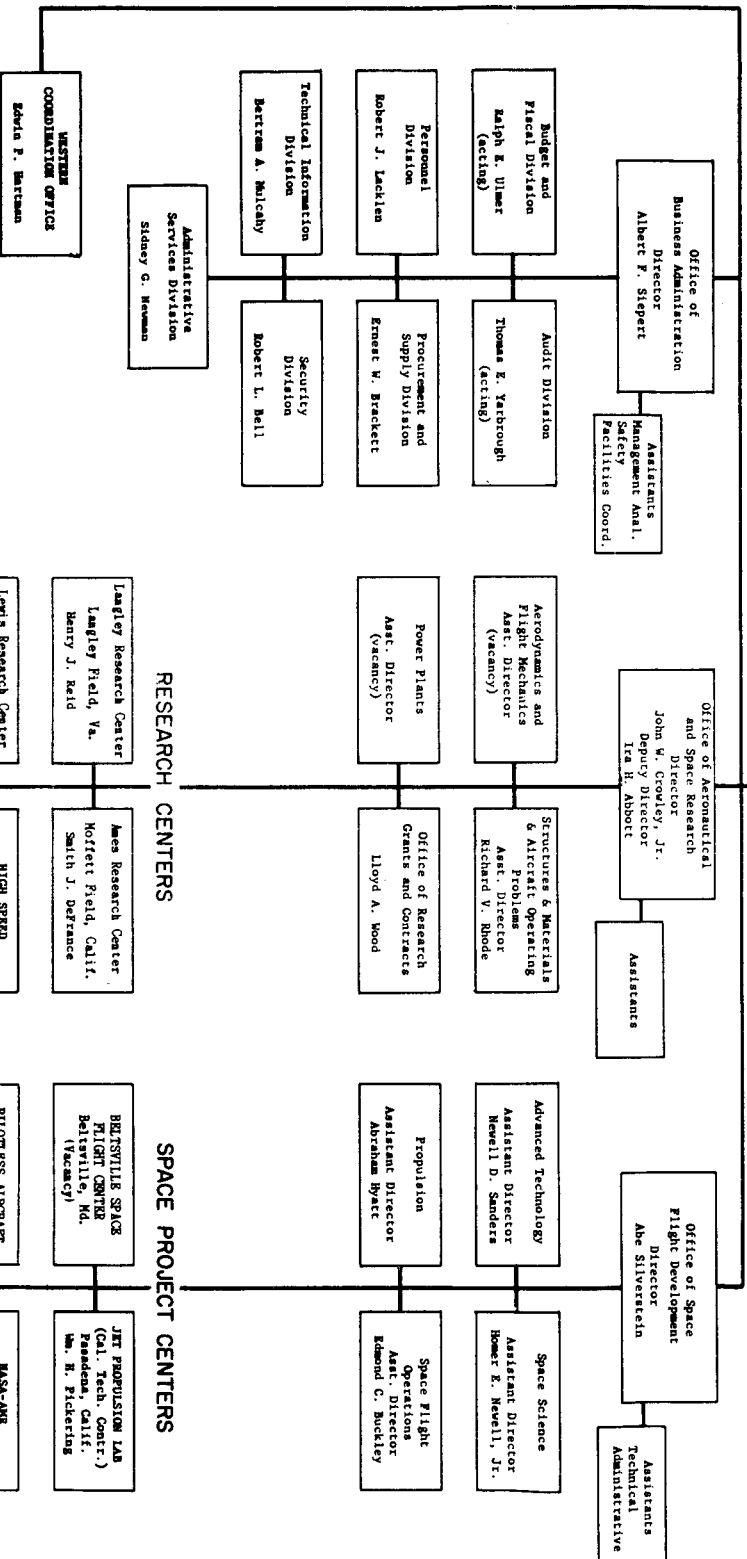 Office of
Business Administration
Director
Albert F. Siepert
Assistants
Management Anal.
Safety
Facilities Coord.
Budget and
Fiscal Division
Ralph E. Ulmer
(acting)
Audit Division
Thomas E. Yarbrough
(acting)
Personnel
Division
Robert J. Lacklen
Procurement and
Supply Division
Ernest W. Brackett
Technical Information
Division
Bertram A. Mulcahy
Security
Division
Robert L. Bell
Administrative
Services Division
Sidney G. Newman
WESTERN
COORDINATION OFFICE
Edwin P. Hartman
Office of Aeronautical
and Space Research
Director
John W. Crowley, Jr.
Deputy Director
Ira H. Abbott
Assistants
Aerodynamics and
Flight Mechanics
Asst. Director
(vacancy)
Structures & Materials
& Aircraft Operating
Problems
Asst. Director
Richard V. Rhode
Power Plants
Asst. Director
(vacancy)
Office of Research
Grants and Contracts
Lloyd A. Wood
RESEARCH CENTERS
Langley Research Center
Langley Field, Va.
Henry J. Reid
Ames Research Center
Moffett Field, Calif.
Smith J. DeFrance
Lewis Research Center
HIGH SPEED
Office of Space
Flight Development
Director
Abe Silverstein
Assistants
Technical
Administrative
Advanced Technology
Assistant Director
Newell D. Sanders
Space Science
Assistant Director
Homer E. Newell, Jr.
Propulsion
Assistant Director
Abraham Hyatt
Space Flight
Operations
Asst. Director
Edmond C. Buckley
SPACE PROJECT CENTERS
BELTSVILLE SPACE
FLIGHT CENTER
Beltsville, Md.
(Vacancy)
JET PROPULSION LAB
(Cal. Tech. Contr.)
Pasadena, Calif.
Wm. H. Pickering
PILOTLESS AIRCRAFT
NASA-AMR